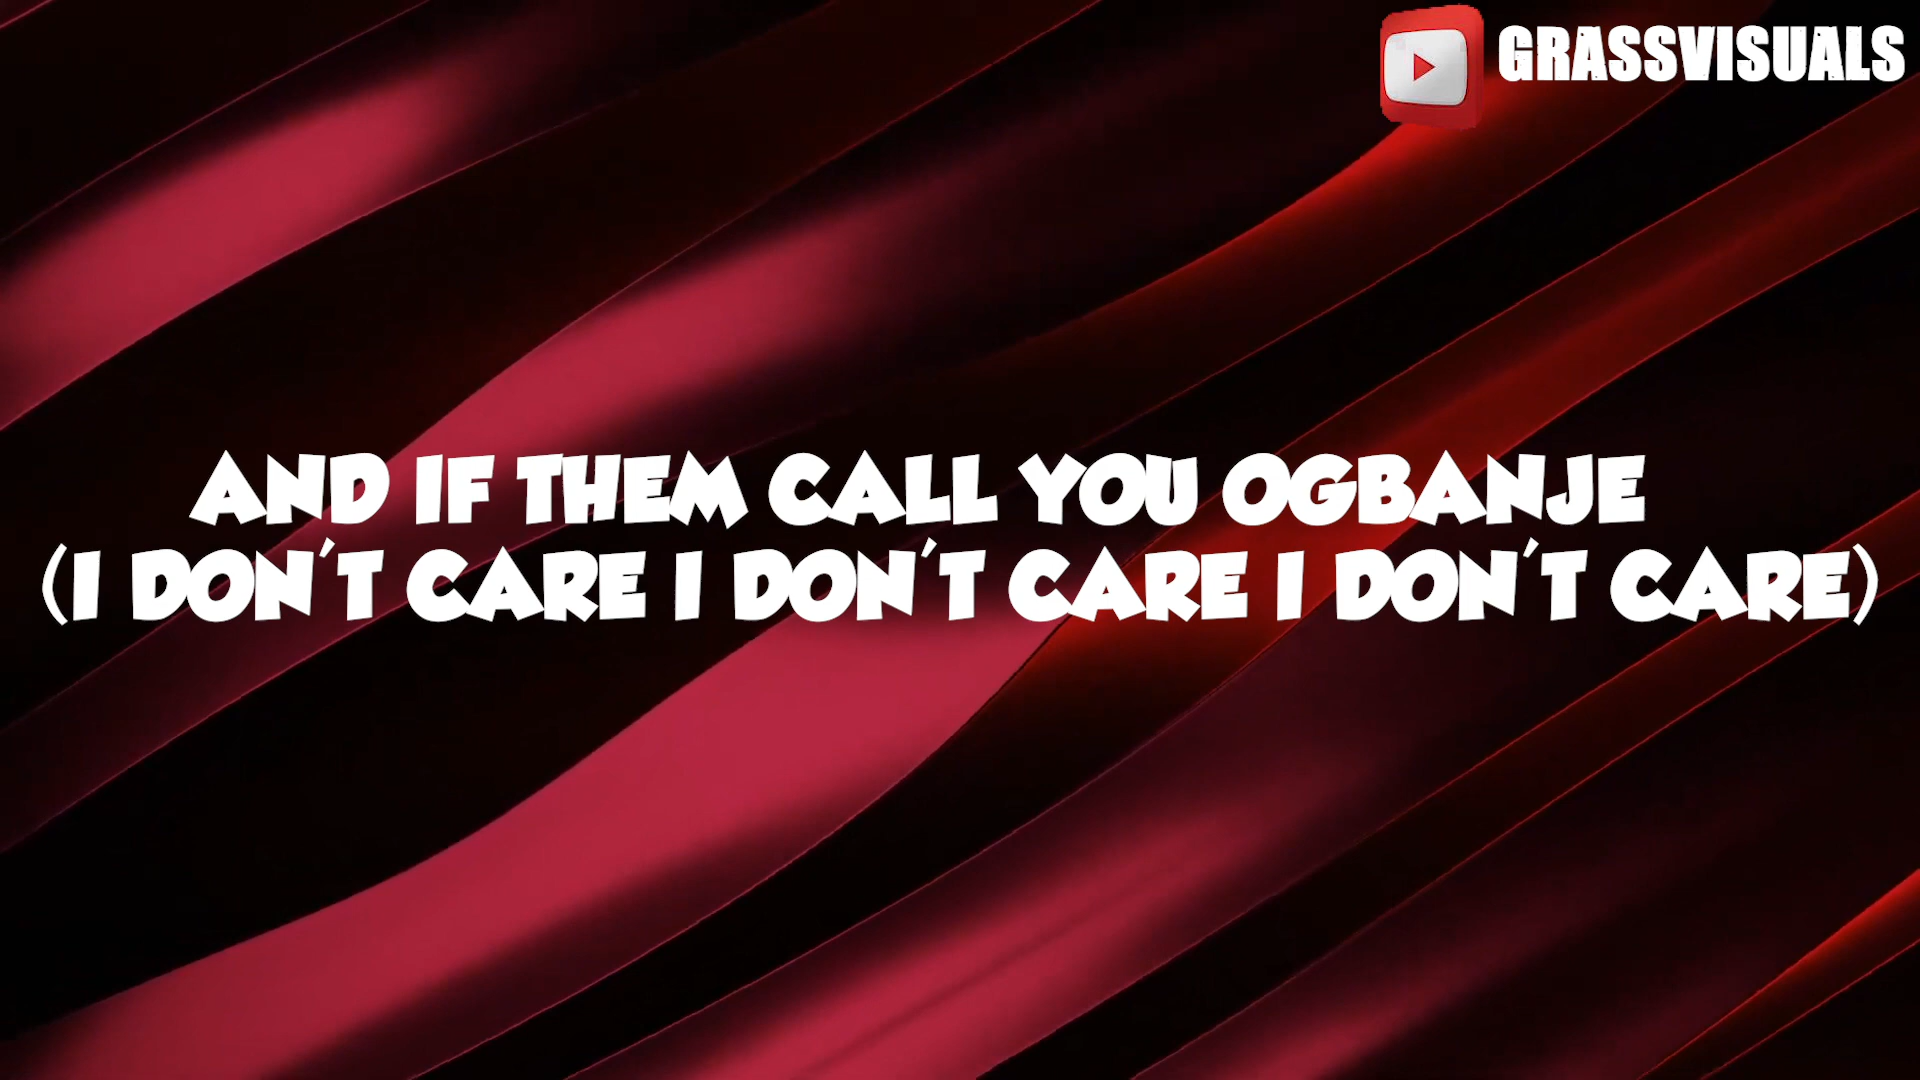 GRASSVISUALS
AND IF THEM CALL YOU OGBANJE
(I DON'T CARE I DON'T CARE I DON'T CARE)